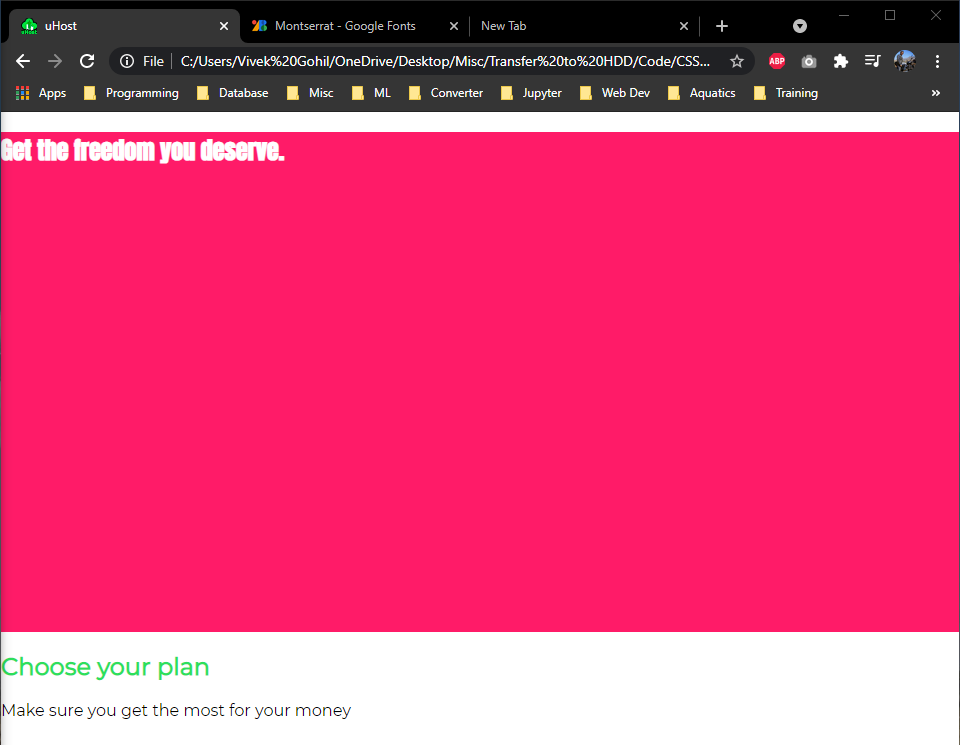 uHost
Montserrat - Google Fonts
New Tab
File
C:/Users/Vivek%20Gohil/OneDrive/Desktop/Misc/Transfer%20to%20HDD/Code/CSS...
ABP
Apps
Programming
Database
Misc
ML
Converter
Jupyter
Web Dev
Aquatics
Training
Get the freedom you deserve.
Choose your plan
Make sure you get the most for your money